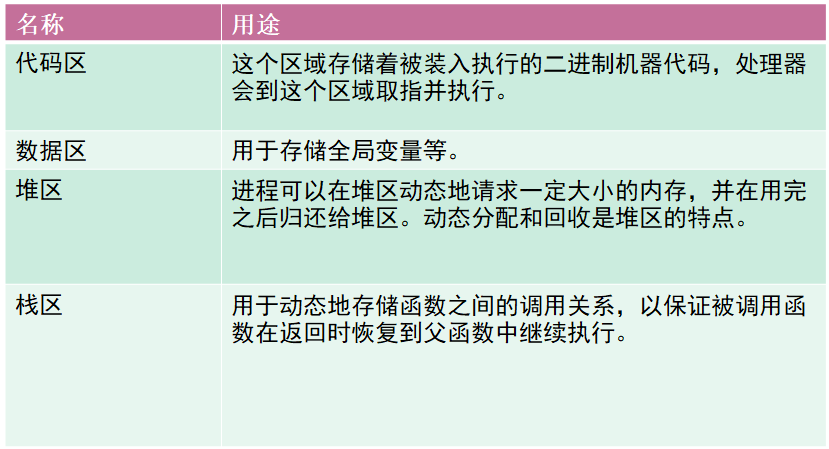 名称 用途
代码区 这个区域存储着被装入执行的二进制机器代码，处理器
会到这个区域取指并执行。
数据区 用于存储全局变量等。
堆区 进程可以在堆区动态地请求一定大小的内存，并在用完
之后归还给堆区。动态分配和回收是堆区的特点。
栈区 用于动态地存储函数之间的调用关系，以保证被调用函
数在返回时恢复到父函数中继续执行。